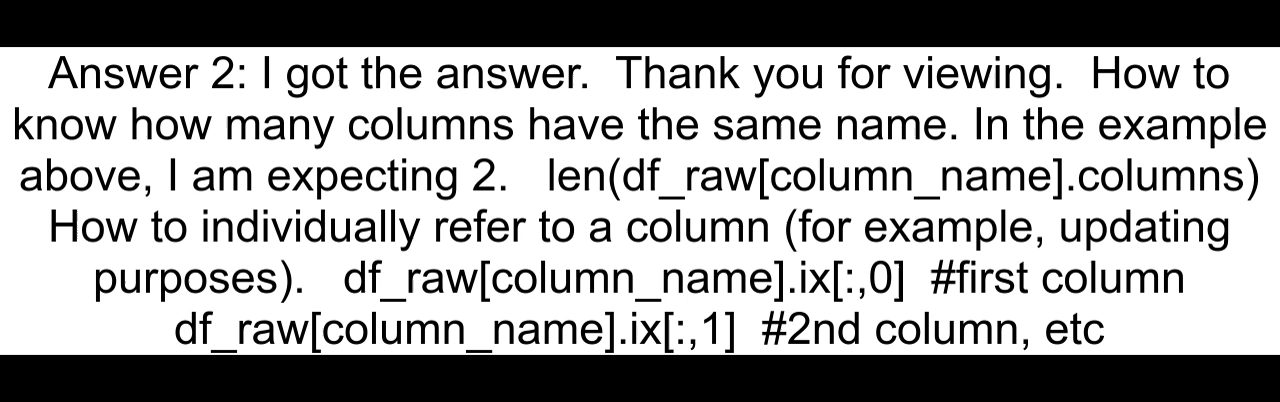 Answer 2: I got the answer.  Thank you for viewing.  How to
know how many columns have the same name. In the example
above, I am expecting 2.   len(df_raw[column_name].columns)
How to individually refer to a column (for example, updating
purposes).   df_raw[column_name].ix[:,0]  #first column
df_raw[column_name].ix[:,1]  #2nd column, etc